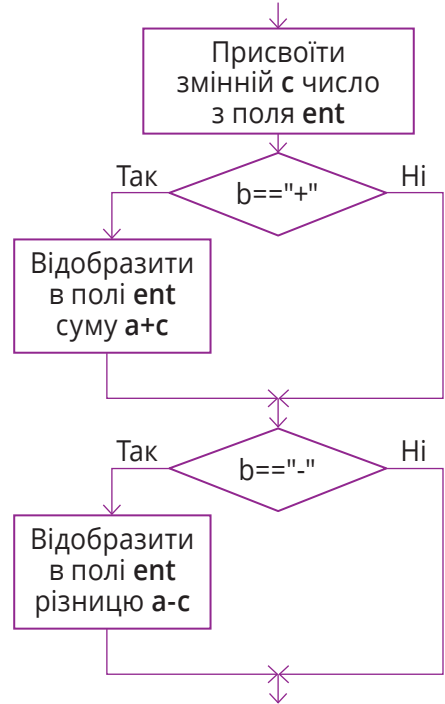 Присвоїти
змінній c число
з поля ent
Так
Ні
b=="+"
Відобразити
в полі ent
суму a+c
Так
Ні
b=="-"
Відобразити
в полі ent
різницю a-c